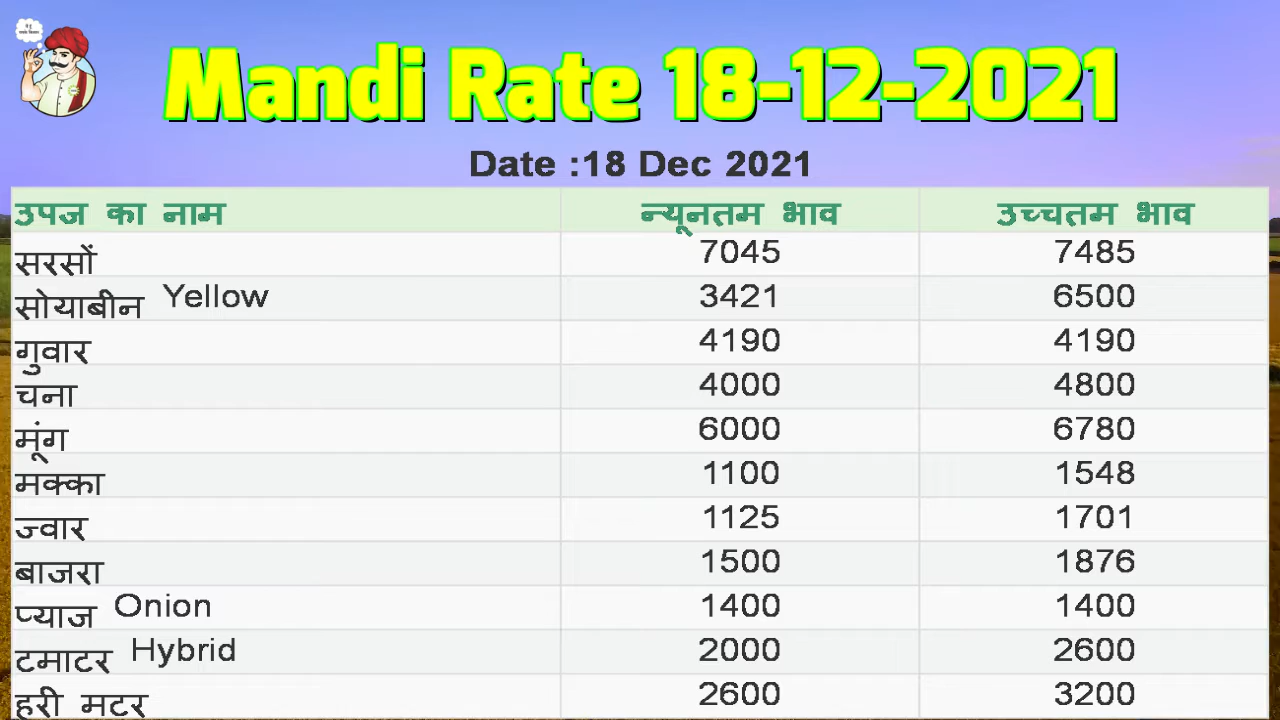 Mandi Rate 18-12-2021
Date :18 Dec 2021
उपज का नाम न्यूनतम भाव उच्चतम भाव
सरसों 7045 7485
सोयाबीन Yellow 3421 6500
गुवार 4190 4190
चना 4000 4800
मूंग 6000 6780
मक्का 1100 1548
ज्वार 1125 1701
बाजरा 1500 1876
प्याज Onion 1400 1400
टमाटर Hybrid 2000 2600
हरी मटर 2600 3200